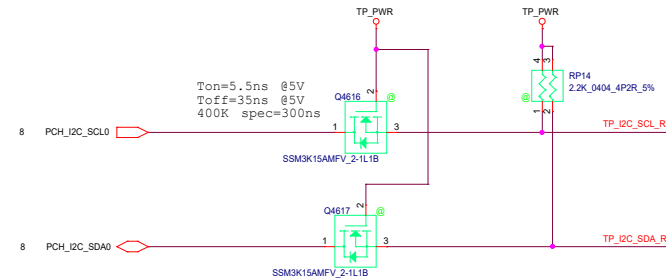 TP_PWR
TP_PWR
Ton=5.5ns @5V
Toff=35ns @5V
400K spec=300ns
Q4616
2
@
4
3
RP14
2.2K_0404_4P2R_5%
@
1
2
8 PCH_I2C_SCL0
1
3
TP_I2C_SCL_R
SSM3K15AMFV_2-1L1B
Q4617
2
@
8 PCH_I2C_SDA0
1
3
TP_I2C_SDA_R
SSM3K15AMFV_2-1L1B